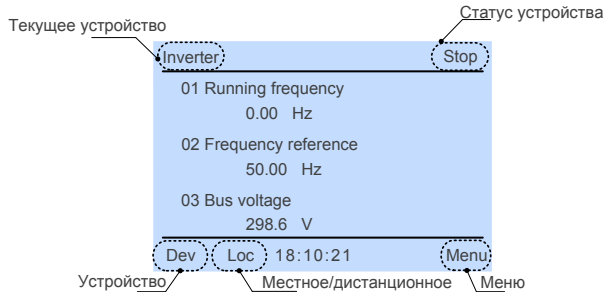 Статус устройства
Текущее устройство
Inverter Stop
01 Running frequency
0.00 Hz
02 Frequency reference
50.00 Hz
03 Bus voltage
298.6 V
Dev Loc 18:10:21 Menu
Устройство Местное/дистанционное Меню